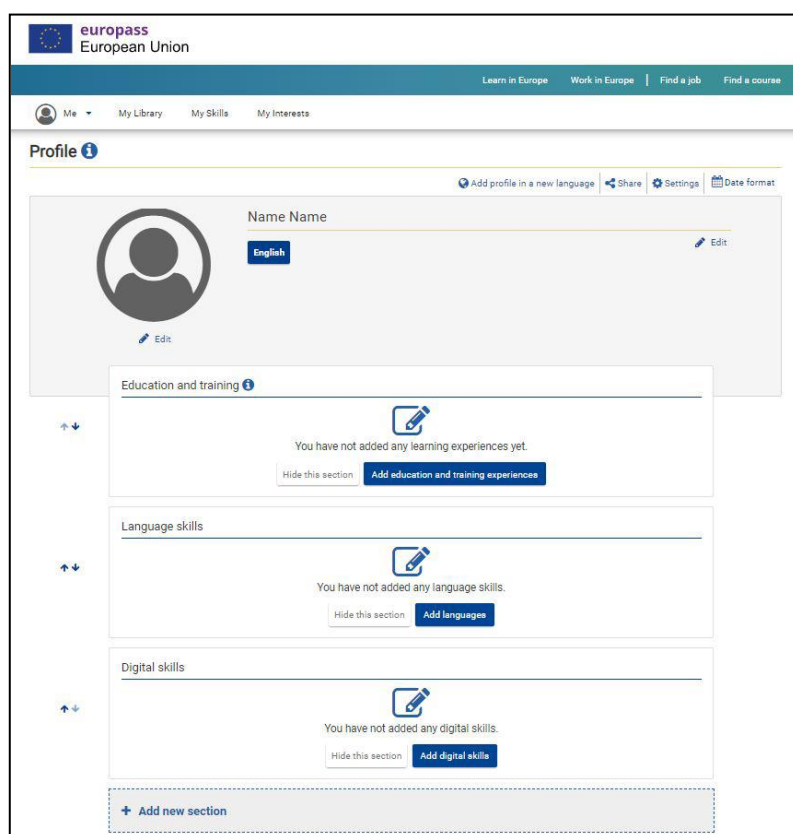 europass
European Union
Learn in Europe Work in Europe | Find a job Find a course
Me My Library My Skills My Interests
Profile
Add profile in a new language Share Settings Date format
Name Name
English
Edit
Edit
Education and training
You have not added any learning experiences yet.
Hide this section Add education and training experiences
Language skills
You have not added any language skills.
Hide this section Add languages
Digital skills
You have not added any digital skills.
Hide this section Add digital skills
+ Add new section